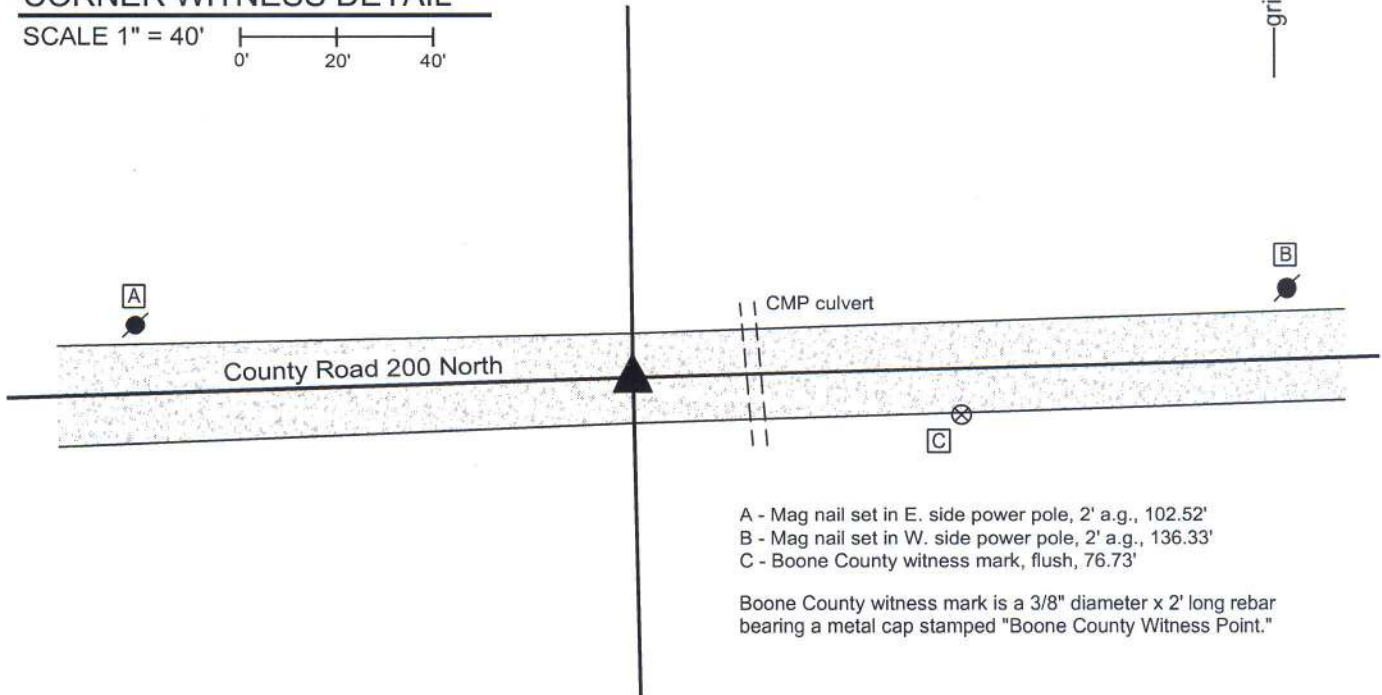 CORNER WITNESS DETAIL
SCALE 1" = 40'
0' 20' 40'
A
B
CMP culvert
County Road 200 North
C
A - Mag nail set in E. side power pole, 2' a.g., 102.52'
B - Mag nail set in W. side power pole, 2' a.g., 136.33'
C - Boone County witness mark, flush, 76.73'
Boone County witness mark is a 3/8" diameter x 2' long rebar
bearing a metal cap stamped "Boone County Witness Point."